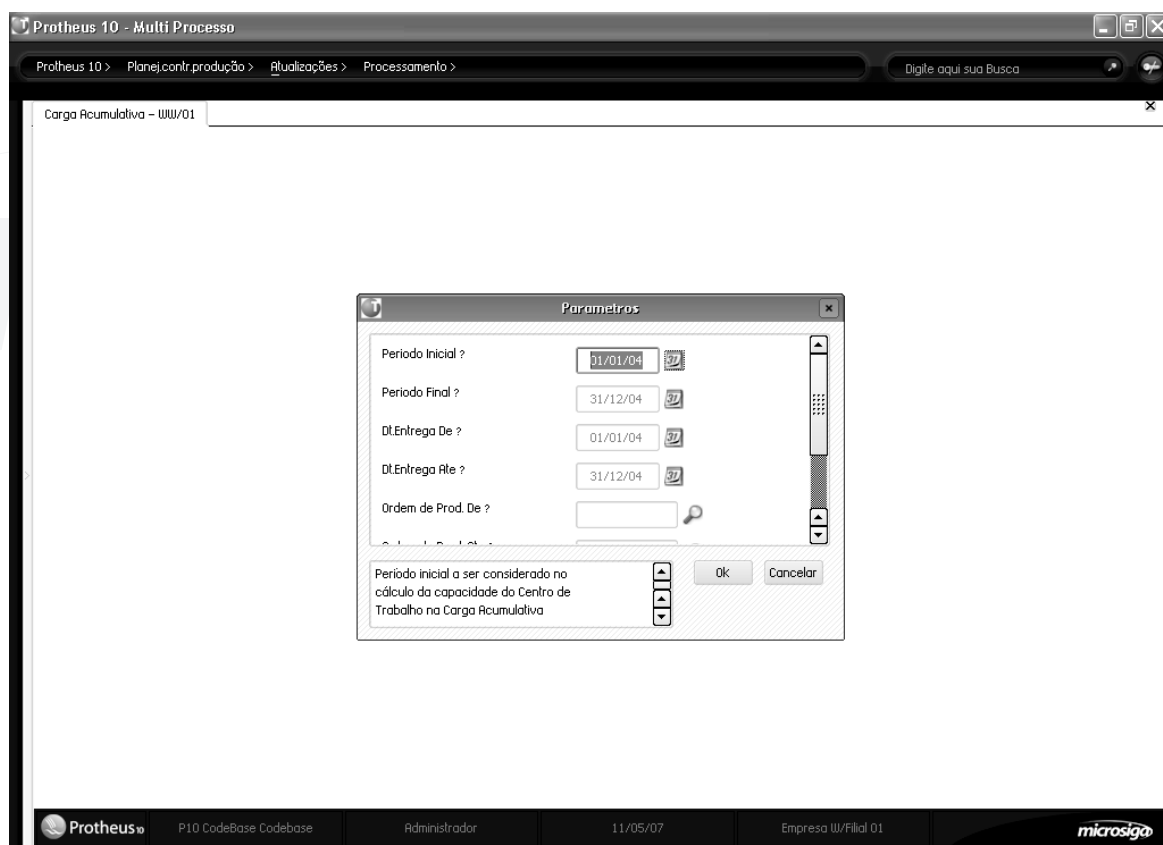 Protheus 10 - Multi Processo
Protheus 10 > Planej.contr.produção > Atualizações > Processamento >
Digite aqui sua Busca
Carga Acumulativa – WW/01
Parametros
Periodo Inicial ?
01/01/04
Periodo Final ?
31/12/04
Dt.Entrega De ?
01/01/04
Dt.Entrega Ate ?
31/12/04
Ordem de Prod. De ?
Período inicial a ser considerado no
cálculo da capacidade do Centro de
Trabalho na Carga Acumulativa
Ok
Cancelar
Protheus 10
P10 CodeBase Codebase
Administrador
11/05/07
Empresa W/Filial 01
microsiga